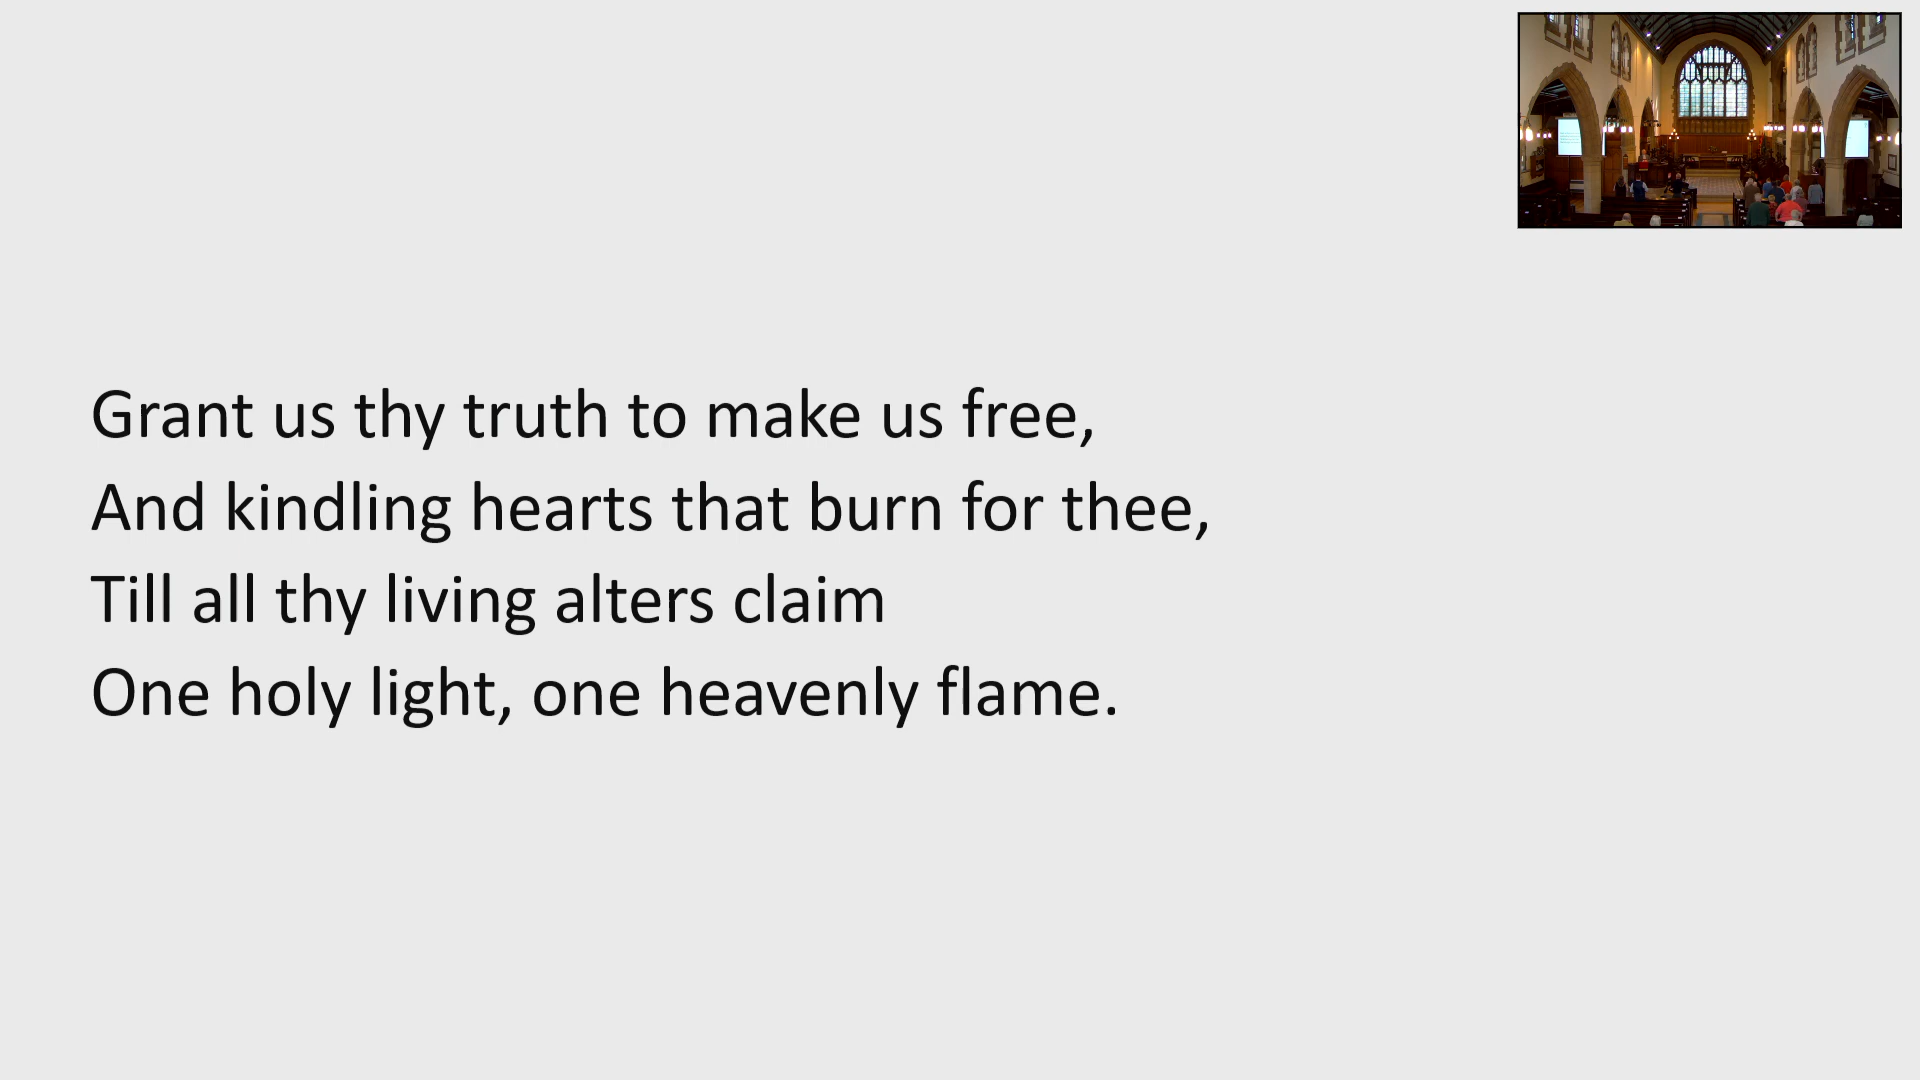 Grant us thy truth to make us free,
And kindling hearts that burn for thee,
Till all thy living alters claim
One holy light, one heavenly flame.